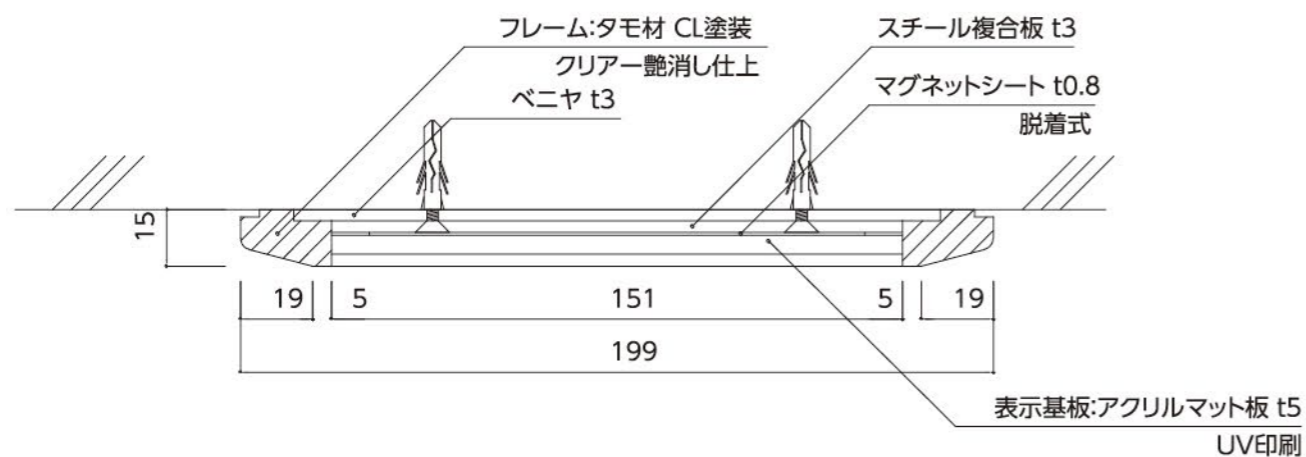 フレーム:タモ材 CL塗装
クリアー艶消し仕上
ベニヤ t3
スチール複合板 t3
マグネットシート t0.8
脱着式
15
19 5 151 5 19
199
表示基板:アクリルマット板 t5
UV印刷